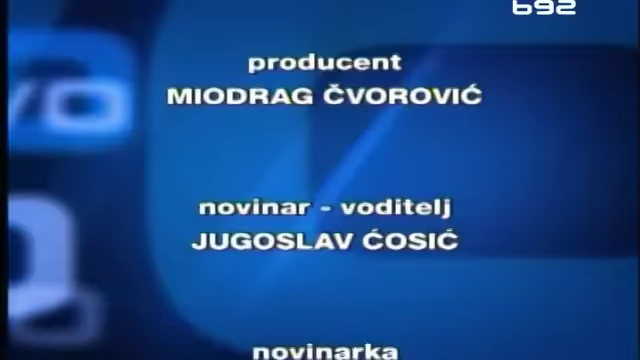 b92
producent
MIODRAG ČVOROVIĆ
novinar - voditelj
JUGOSLAV ĆOSIĆ
novinarka